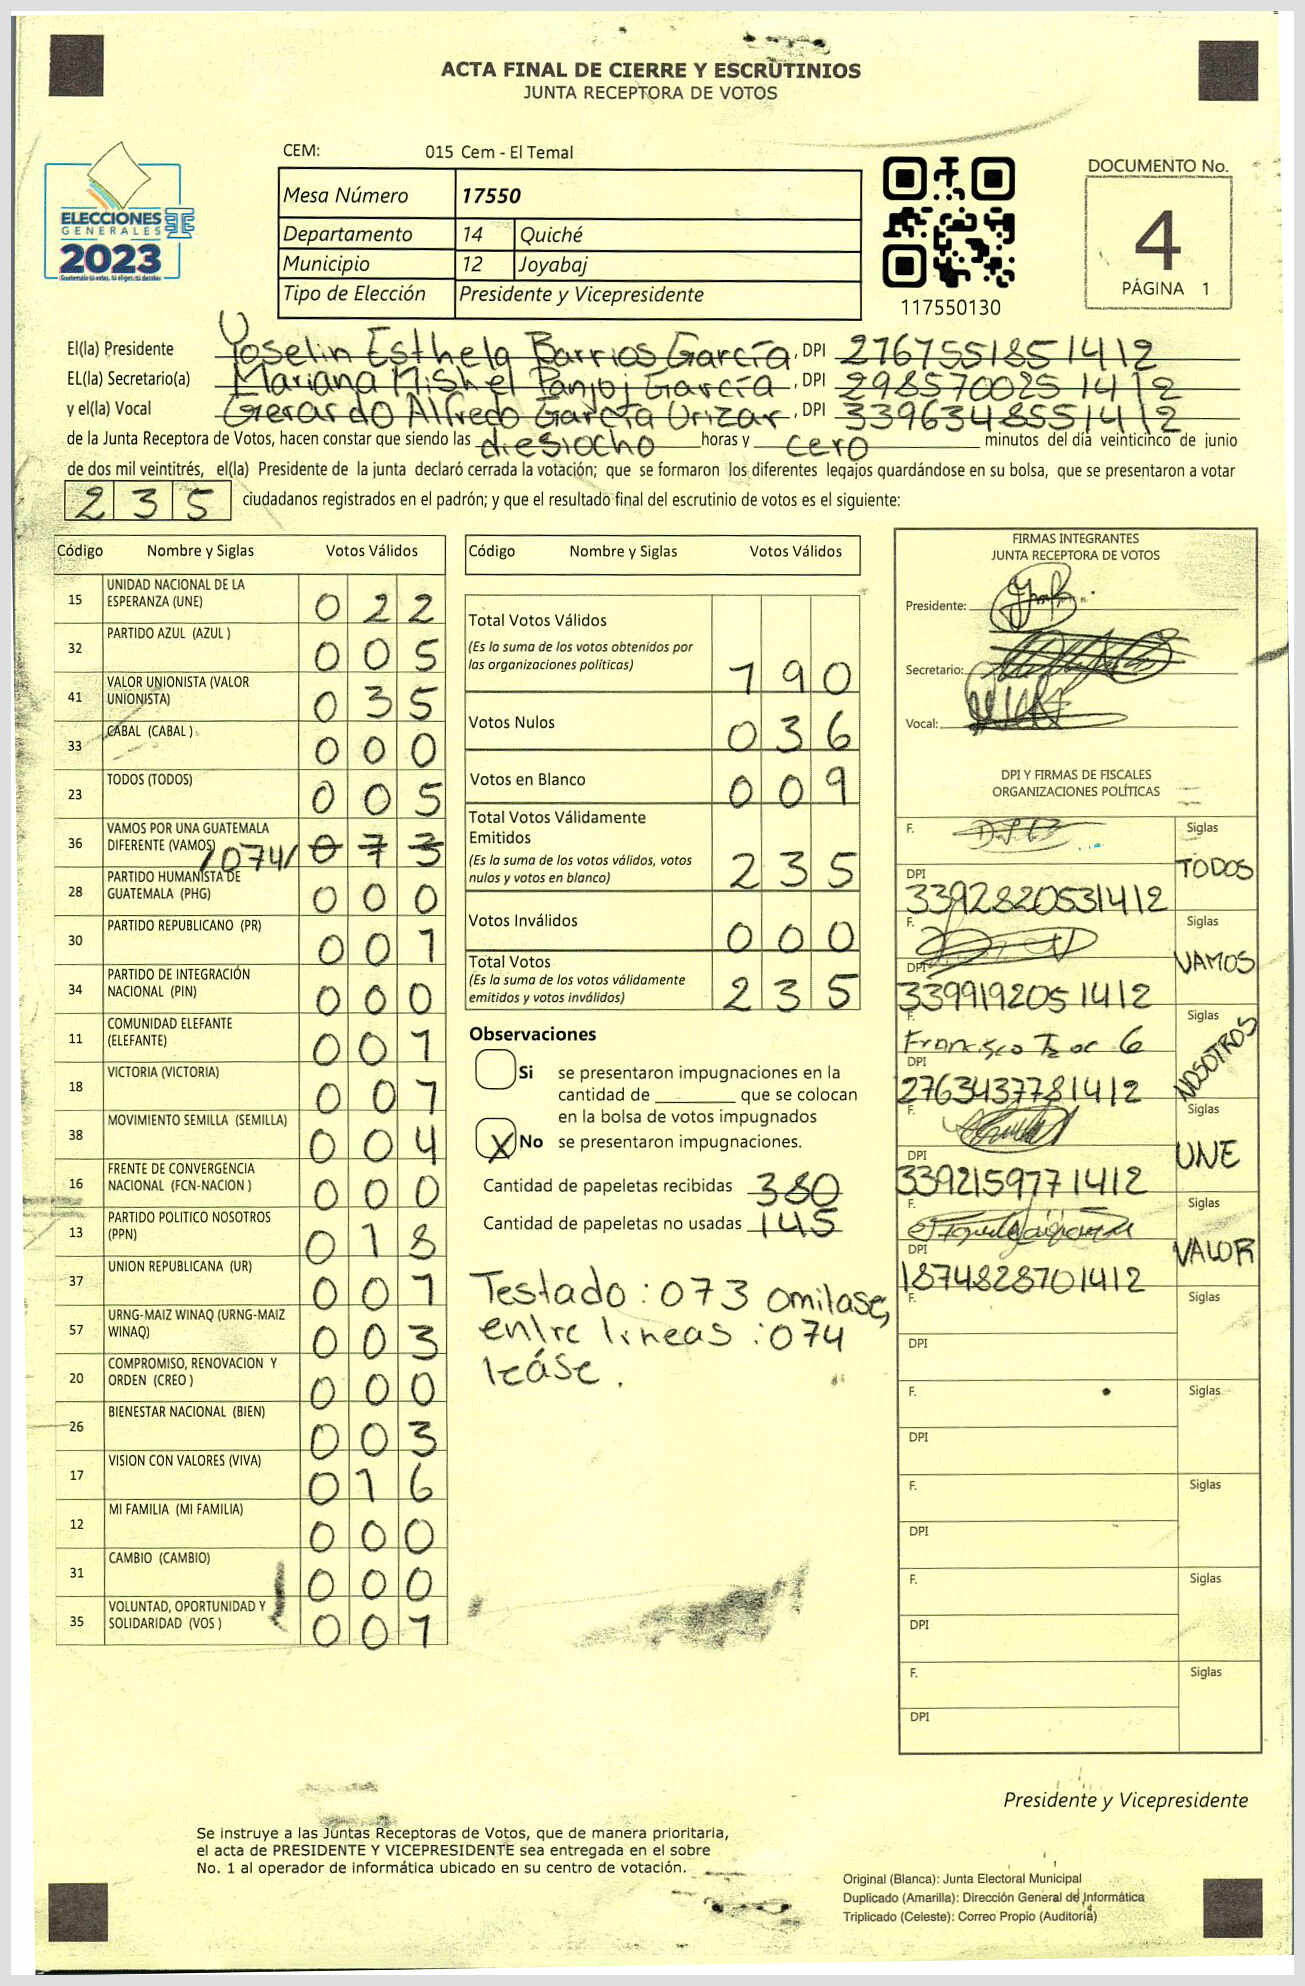 ACTA FINAL DE CIERRE Y ESCRUTINIOS
JUNTA RECEPTORA DE VOTOS
CEM: 015 Cem - El Temal
DOCUMENTO No.
4
PÁGINA 1
ELECCIONES
GENERALES
2023
Mesa Número 17550
Departamento 14 Quiché
Municipio 12 Joyabaj
Tipo de Elección Presidente y Vicepresidente
117550130
El(la) Presidente Yoselin Esthela Barrios García, DPI 2767551851412
EL(la) Secretario(a) Mariana Mishel Panjoj García, DPI 2985700251412
y el(la) Vocal Gerardo Alfredo García Urizar, DPI 3396348551412
de la Junta Receptora de Votos, hacen constar que siendo las diesiocho horas y cero minutos del día veinticinco de junio
de dos mil veintitrés, el(la) Presidente de la junta declaró cerrada la votación; que se formaron los diferentes legajos quardándose en su bolsa, que se presentaron a votar
235 ciudadanos registrados en el padrón; y que el resultado final del escrutinio de votos es el siguiente:
Código Nombre y Siglas Votos Válidos
15 UNIDAD NACIONAL DE LA ESPERANZA (UNE) 022
32 PARTIDO AZUL (AZUL ) 005
41 VALOR UNIONISTA (VALOR UNIONISTA) 035
33 CABAL (CABAL ) 000
23 TODOS (TODOS) 005
36 VAMOS POR UNA GUATEMALA DIFERENTE (VAMOS) /074/ 073
28 PARTIDO HUMANISTA DE GUATEMALA (PHG) 000
30 PARTIDO REPUBLICANO (PR) 001
34 PARTIDO DE INTEGRACIÓN NACIONAL (PIN) 000
11 COMUNIDAD ELEFANTE (ELEFANTE) 001
18 VICTORIA (VICTORIA) 007
38 MOVIMIENTO SEMILLA (SEMILLA) 004
16 FRENTE DE CONVERGENCIA NACIONAL (FCN-NACION ) 000
13 PARTIDO POLITICO NOSOTROS (PPN) 018
37 UNION REPUBLICANA (UR) 001
57 URNG-MAIZ WINAQ (URNG-MAIZ WINAQ) 003
20 COMPROMISO, RENOVACION Y ORDEN (CREO ) 000
26 BIENESTAR NACIONAL (BIEN) 003
17 VISION CON VALORES (VIVA) 016
12 MI FAMILIA (MI FAMILIA) 000
31 CAMBIO (CAMBIO) 000
35 VOLUNTAD, OPORTUNIDAD Y SOLIDARIDAD (VOS ) 001
Código Nombre y Siglas Votos Válidos
Total Votos Válidos
(Es la suma de los votos obtenidos por
las organizaciones políticas) 190
Votos Nulos 036
Votos en Blanco 009
Total Votos Válidamente
Emitidos
(Es la suma de los votos válidos, votos
nulos y votos en blanco) 235
Votos Inválidos 000
Total Votos
(Es la suma de los votos válidamente
emitidos y votos inválidos) 235
Observaciones
Si se presentaron impugnaciones en la
cantidad de ________ que se colocan
en la bolsa de votos impugnados
X No se presentaron impugnaciones.
Cantidad de papeletas recibidas 380
Cantidad de papeletas no usadas 145
Testado : 073 omitase,
entre lineas : 074
léase.
FIRMAS INTEGRANTES
JUNTA RECEPTORA DE VOTOS
Presidente:
Secretario:
Vocal:
DPI Y FIRMAS DE FISCALES
ORGANIZACIONES POLÍTICAS
F. Siglas TODOS
DPI 3392820531412
F. Siglas VAMOS
DPI 3399192051412
F. Francisco Siglas NOSOTROS
DPI 2763437781412
F. Siglas UNE
DPI 3392159771412
F. Siglas VALOR
DPI 1874828701412
F. Siglas
DPI
F. Siglas
DPI
F. Siglas
DPI
F. Siglas
DPI
F. Siglas
DPI
Presidente y Vicepresidente
Se instruye a las Juntas Receptoras de Votos, que de manera prioritaria,
el acta de PRESIDENTE Y VICEPRESIDENTE sea entregada en el sobre
No. 1 al operador de informática ubicado en su centro de votación.
Original (Blanca): Junta Electoral Municipal
Duplicado (Amarilla): Dirección General de Informática
Triplicado (Celeste): Correo Propio (Auditoría)